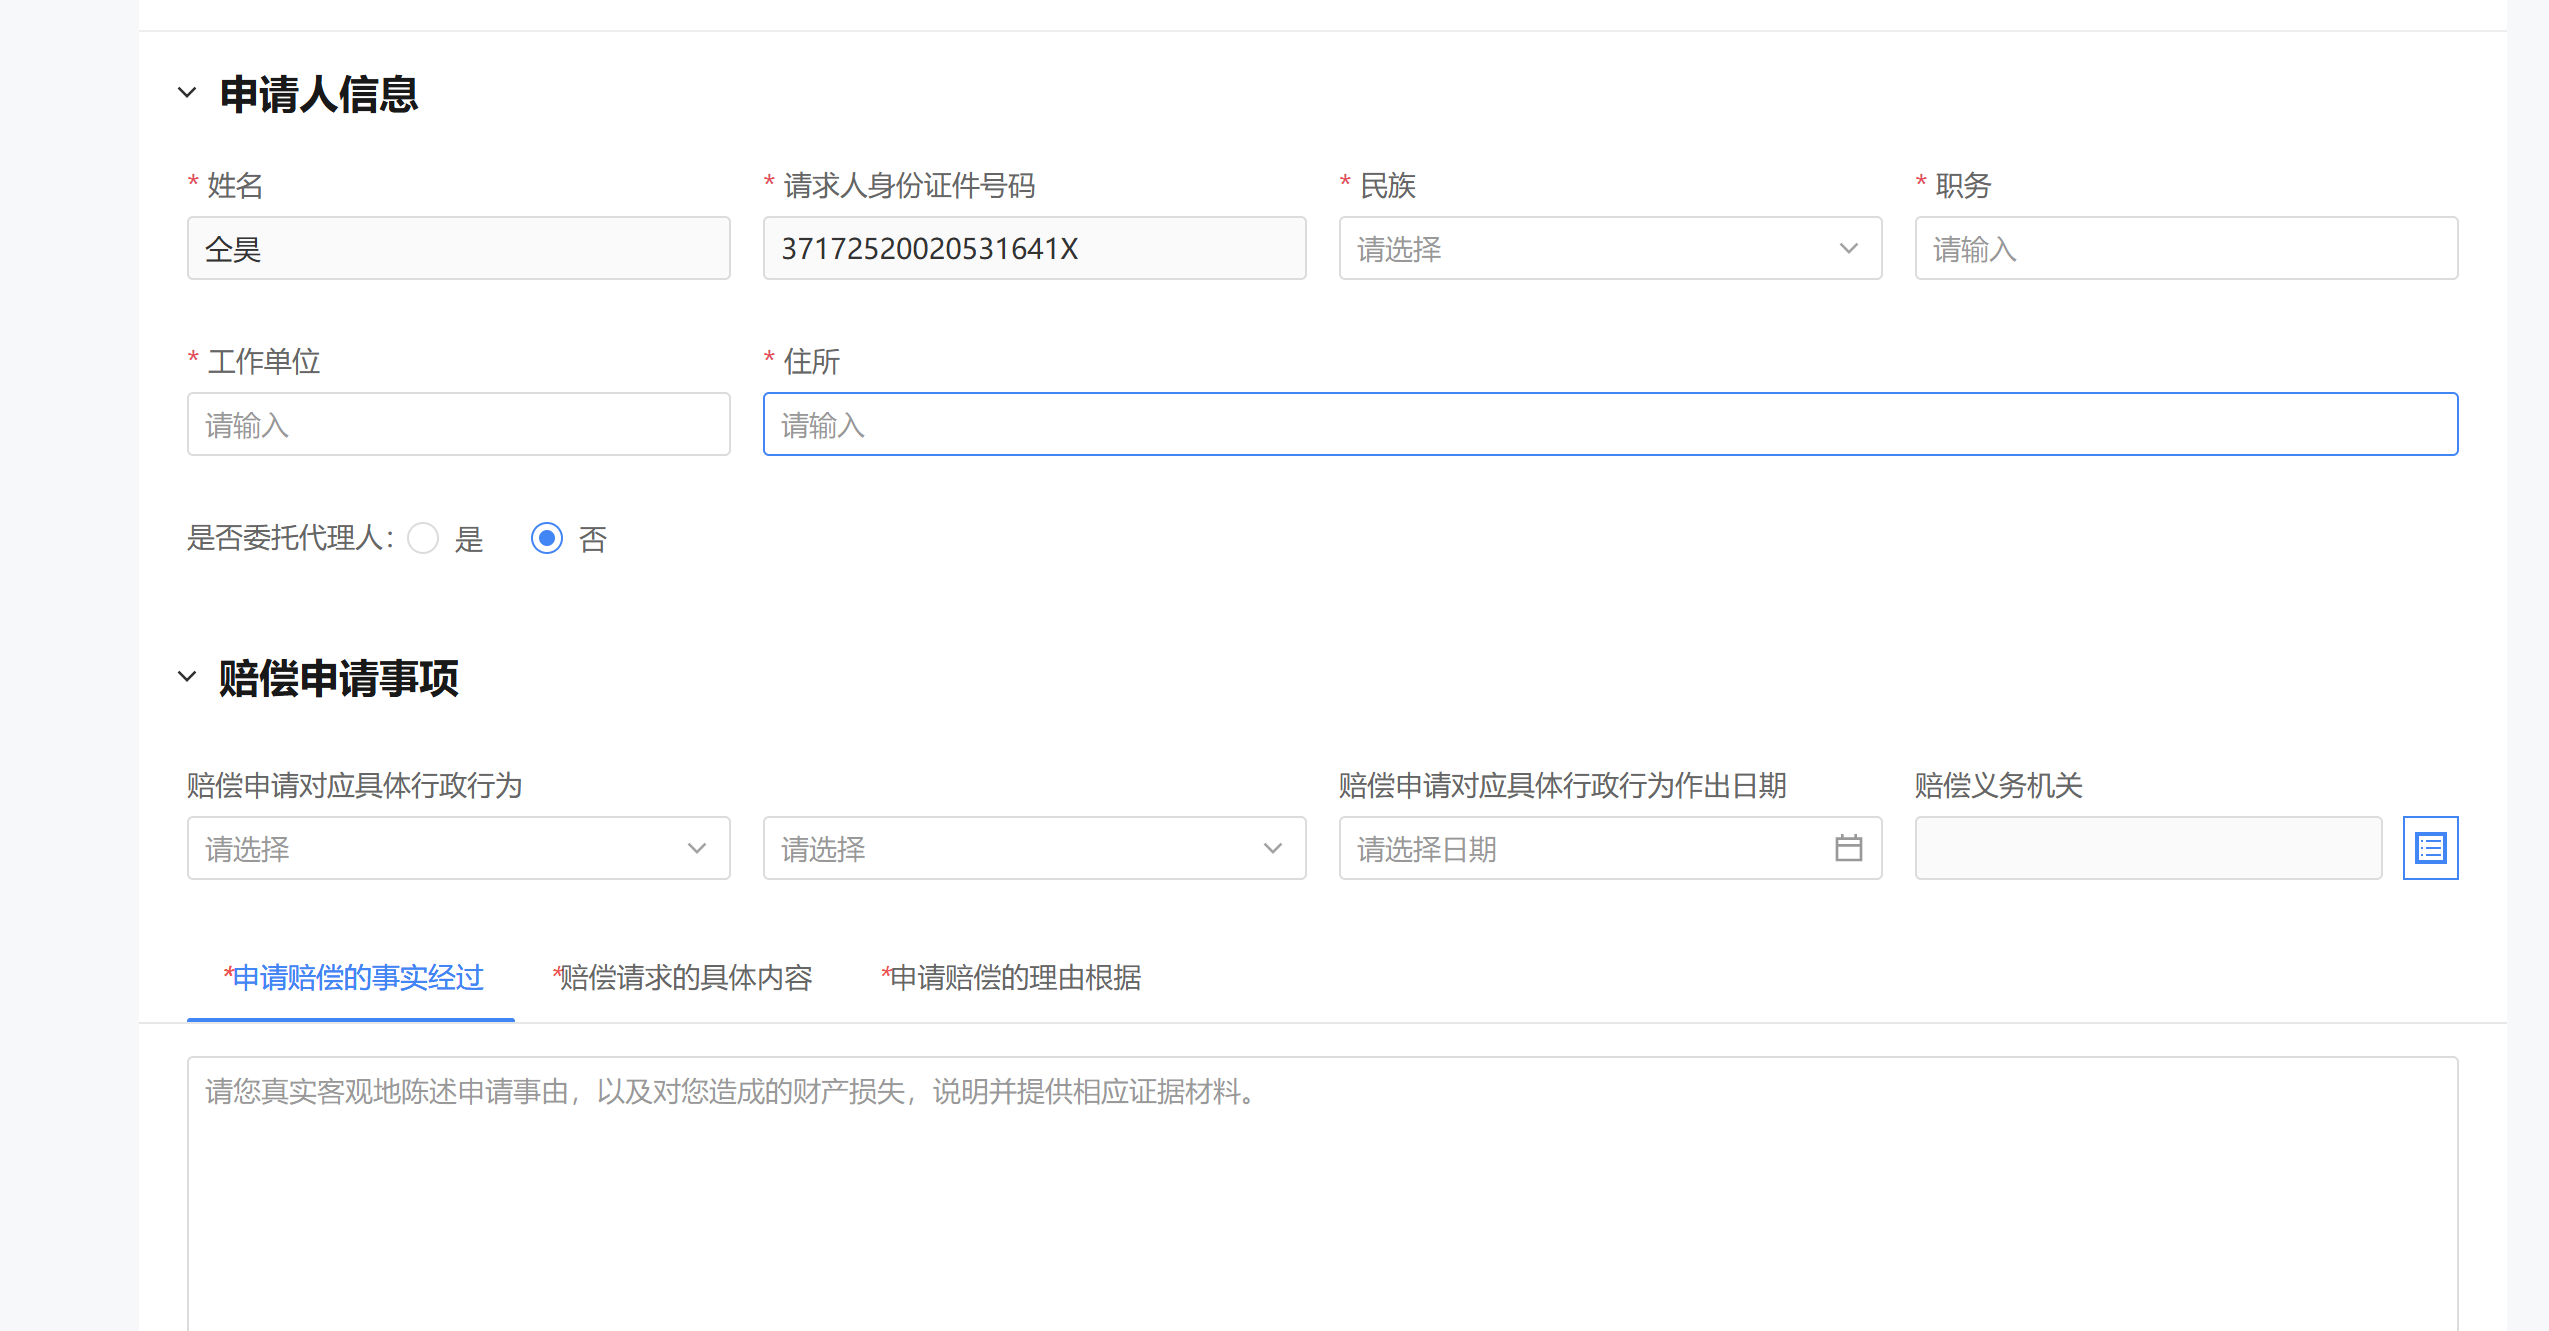 申请人信息
* 姓名
* 请求人身份证件号码
* 民族
* 职务
仝昊
37172520020531641X
请选择
请输入
* 工作单位
* 住所
请输入
请输入
是否委托代理人：
是
否
赔偿申请事项
赔偿申请对应具体行政行为
赔偿申请对应具体行政行为作出日期
赔偿义务机关
请选择
请选择
请选择日期
*申请赔偿的事实经过
*赔偿请求的具体内容
*申请赔偿的理由根据
请您真实客观地陈述申请事由，以及对您造成的财产损失，说明并提供相应证据材料。